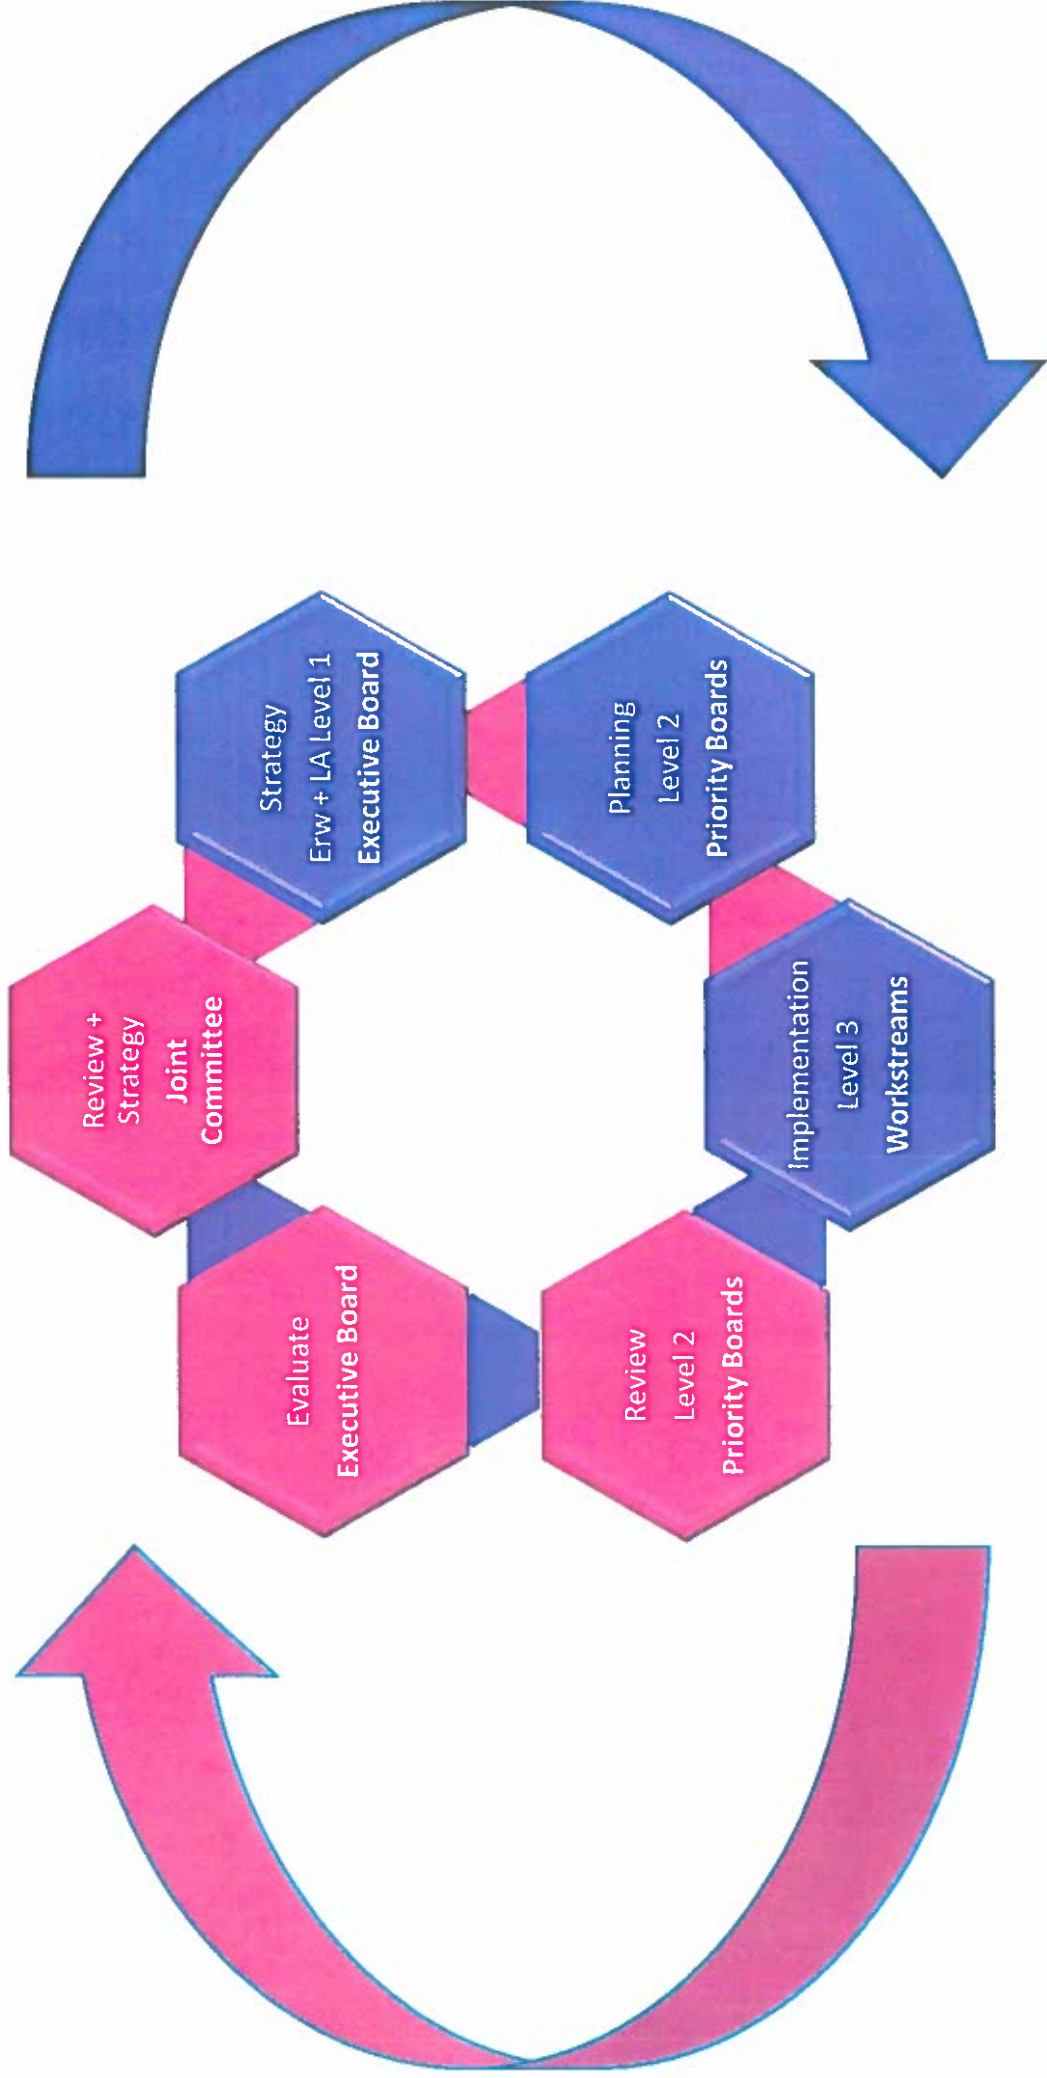 Review +
Strategy
Joint
Committee
Strategy
Erw + LA Level 1
Executive Board
Planning
Level 2
Priority Boards
Implementation
Level 3
Workstreams
Review
Level 2
Priority Boards
Evaluate
Executive Board